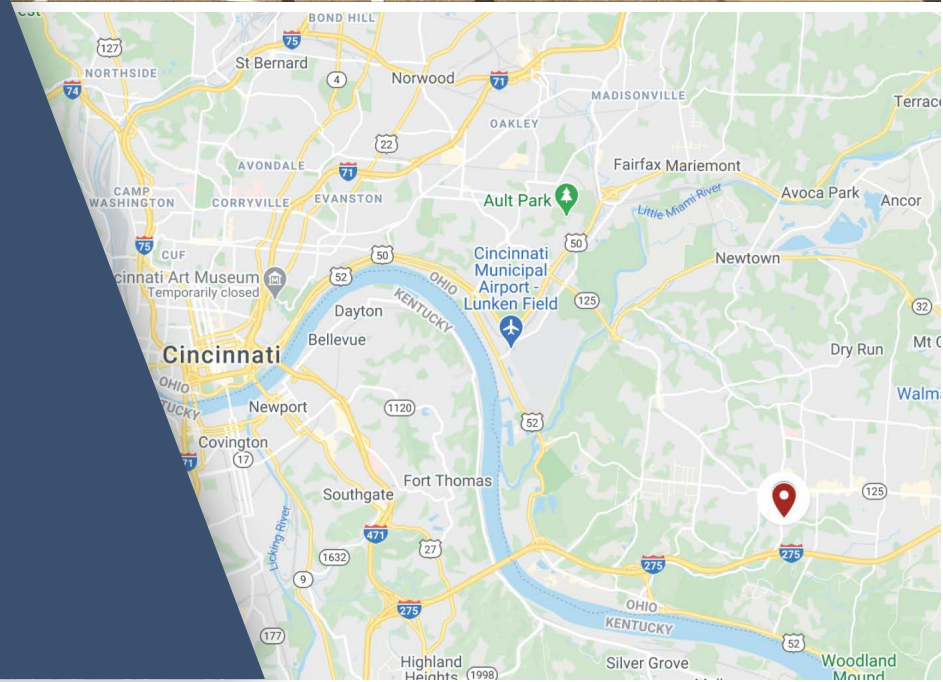 BOND HILL
127
75
St Bernard
NORTHSIDE
74
4
Norwood
71
MADISONVILLE
Terrace
OAKLEY
22
AVONDALE
71
Fairfax
Mariemont
CAMP
WASHINGTON
CORRYVILLE
EVANSTON
Ault Park
Little Miami River
Avoca Park
Ancor
75
CUF
50
50
Cincinnati
Municipal
Airport -
Lunken Field
Newtown
cinnati Art Museum
Temporarily closed
52
OHIO
KENTUCKY
125
32
Dayton
Bellevue
Dry Run
Mt C
Cincinnati
OHIO
TUCKY
Walm
Newport
1120
52
Covington
17
71
Fort Thomas
Southgate
125
471
27
Licking River
1632
275
275
9
275
OHIO
KENTUCKY
177
52
Highland
Heights
1998
Silver Grove
Woodland
Mound